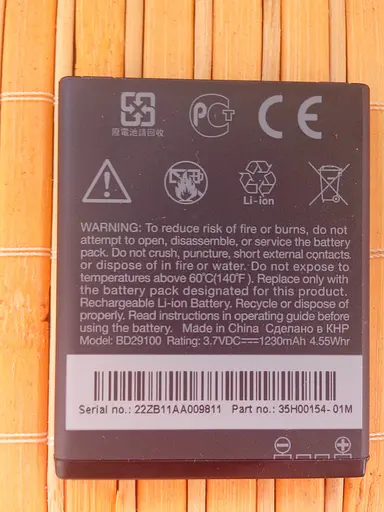 廢電池請回收
PCT
CE
Li-ion
WARNING: To reduce risk of fire or burns, do not
attempt to open, disassemble, or service the battery
pack. Do not crush, puncture, short external contacts
or dispose of in fire or water. Do not expose to
temperatures above 60°C(140°F). Replace only with
the battery pack designated for this product.
Rechargeable Li-ion Battery. Recycle or dispose of
properly. Read instructions in operating guide before
using the battery. Made in China Сделано в КНР
Model: BD29100 Rating: 3.7VDC⎓1230mAh 4.55Whr
Serial no.: 22ZB11AA009811 Part no.: 35H00154-01M